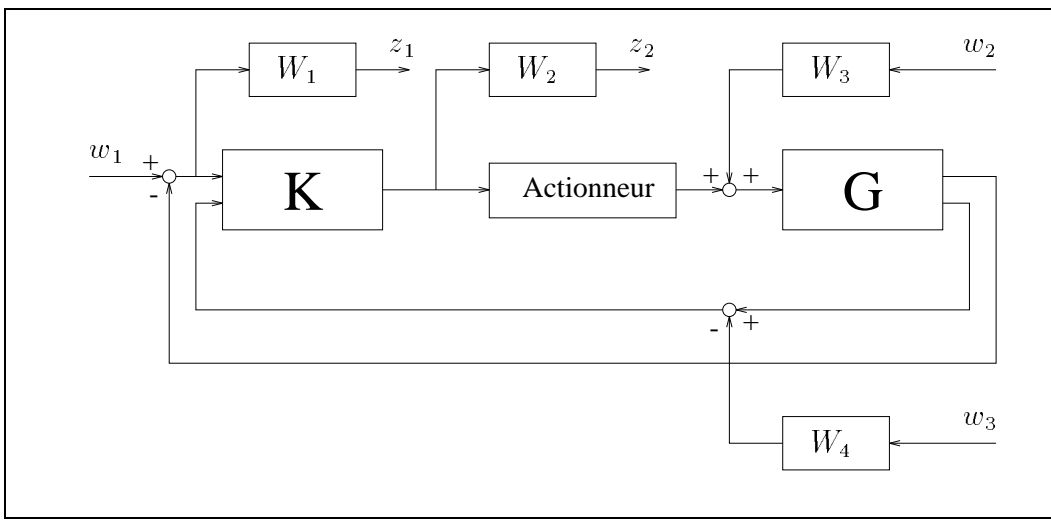 z₁ z₂ w₂
W₁ W₂ W₃
w₁ + -
K
Actionneur
+ +
G
- +
w₃
W₄